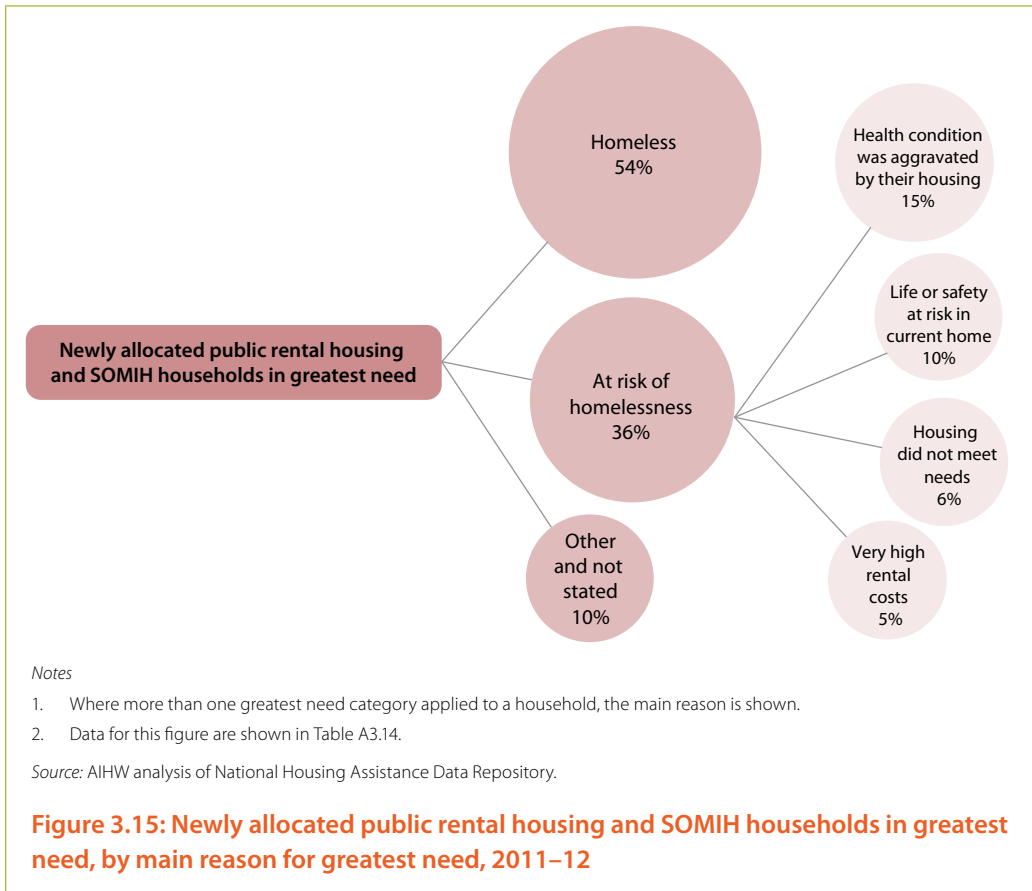 Homeless
54%
Health condition
was aggravated
by their housing
15%
Life or safety
at risk in
current home
10%
Newly allocated public rental housing
and SOMIH households in greatest need
At risk of
homelessness
36%
Housing
did not meet
needs
6%
Other
and not
stated
10%
Very high
rental
costs
5%
Notes
1. Where more than one greatest need category applied to a household, the main reason is shown.
2. Data for this figure are shown in Table A3.14.
Source: AIHW analysis of National Housing Assistance Data Repository.
Figure 3.15: Newly allocated public rental housing and SOMIH households in greatest
need, by main reason for greatest need, 2011–12